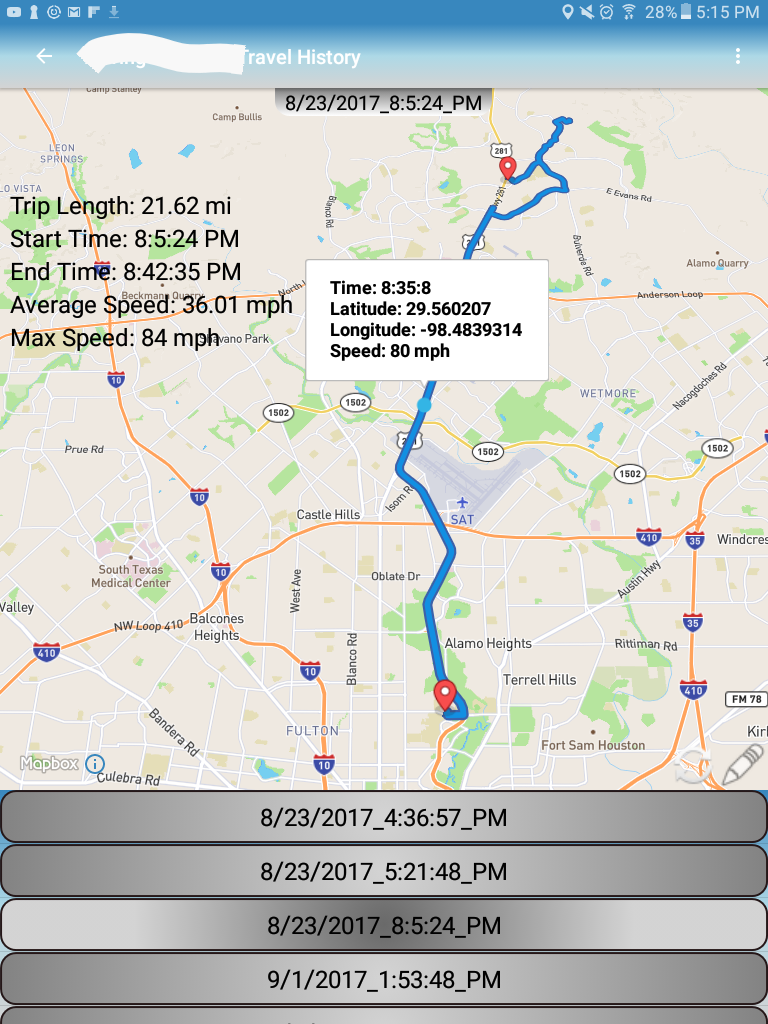 28% 5:15 PM
Travel History
8/23/2017_8:5:24_PM
Camp Stanley
Camp Bullis
LEON
SPRINGS
281
LO VISTA
E Evans Rd
Trip Length: 21.62 mi
Start Time: 8:5:24 PM
End Time: 8:42:35 PM
Average Speed: 36.01 mph
Max Speed: 84 mph
Blanco Rd
Bulverde Rd
Alamo Quarry
Beckmann Quarry
North
Anderson Loop
Time: 8:35:8
Latitude: 29.560207
Longitude: -98.4839314
Speed: 80 mph
Shavano Park
10
WETMORE
Nacogdoches Rd
1502
1502
1502
1502
1502
Prue Rd
10
Isom Rd
SAT
Castle Hills
410
35
Windcres
South Texas
Medical Center
10
West Ave
Oblate Dr
Austin Hwy
Valley
NW Loop 410
Balcones
Heights
35
410
Blanco Rd
Alamo Heights
Rittiman Rd
10
Terrell Hills
410
FM 78
Bandera Rd
FULTON
Fort Sam Houston
Kirl
Mapbox
10
Culebra Rd
8/23/2017_4:36:57_PM
8/23/2017_5:21:48_PM
8/23/2017_8:5:24_PM
9/1/2017_1:53:48_PM